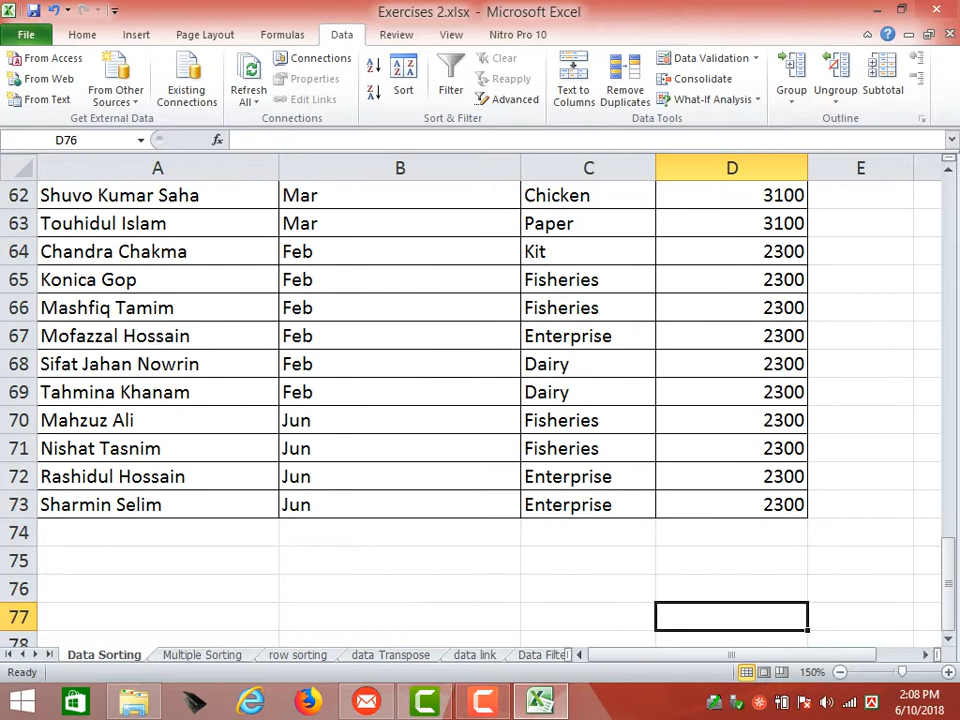 Exercises 2.xlsx - Microsoft Excel
File Home Insert Page Layout Formulas Data Review View Nitro Pro 10
From Access
From Web
From Text
From Other Sources
Existing Connections
Get External Data
Refresh All
Connections
Properties
Edit Links
Connections
Sort
Filter
Clear
Reapply
Advanced
Sort & Filter
Text to Columns
Remove Duplicates
Data Validation
Consolidate
What-If Analysis
Data Tools
Group
Ungroup
Subtotal
Outline
D76 fx
A B C D E
62 Shuvo Kumar Saha Mar Chicken 3100
63 Touhidul Islam Mar Paper 3100
64 Chandra Chakma Feb Kit 2300
65 Konica Gop Feb Fisheries 2300
66 Mashfiq Tamim Feb Fisheries 2300
67 Mofazzal Hossain Feb Enterprise 2300
68 Sifat Jahan Nowrin Feb Dairy 2300
69 Tahmina Khanam Feb Dairy 2300
70 Mahzuz Ali Jun Fisheries 2300
71 Nishat Tasnim Jun Fisheries 2300
72 Rashidul Hossain Jun Enterprise 2300
73 Sharmin Selim Jun Enterprise 2300
74
75
76
77
78
Data Sorting Multiple Sorting row sorting data Transpose data link Data Filte
Ready 150%
2:08 PM
6/10/2018